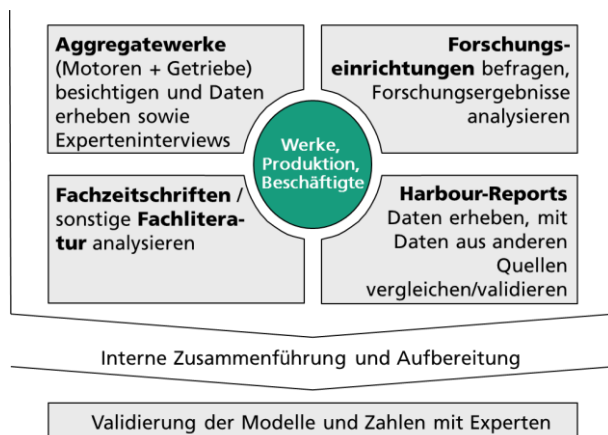 Aggregatewerke
(Motoren + Getriebe)
besichtigen und Daten
erheben sowie
Experteninterviews
Forschungs-
einrichtungen befragen,
Forschungsergebnisse
analysieren
Werke,
Produktion,
Beschäftigte
Fachzeitschriften /
sonstige Fachlitera-
tur analysieren
Harbour-Reports
Daten erheben, mit
Daten aus anderen
Quellen
vergleichen/validieren
Interne Zusammenführung und Aufbereitung
Validierung der Modelle und Zahlen mit Experten